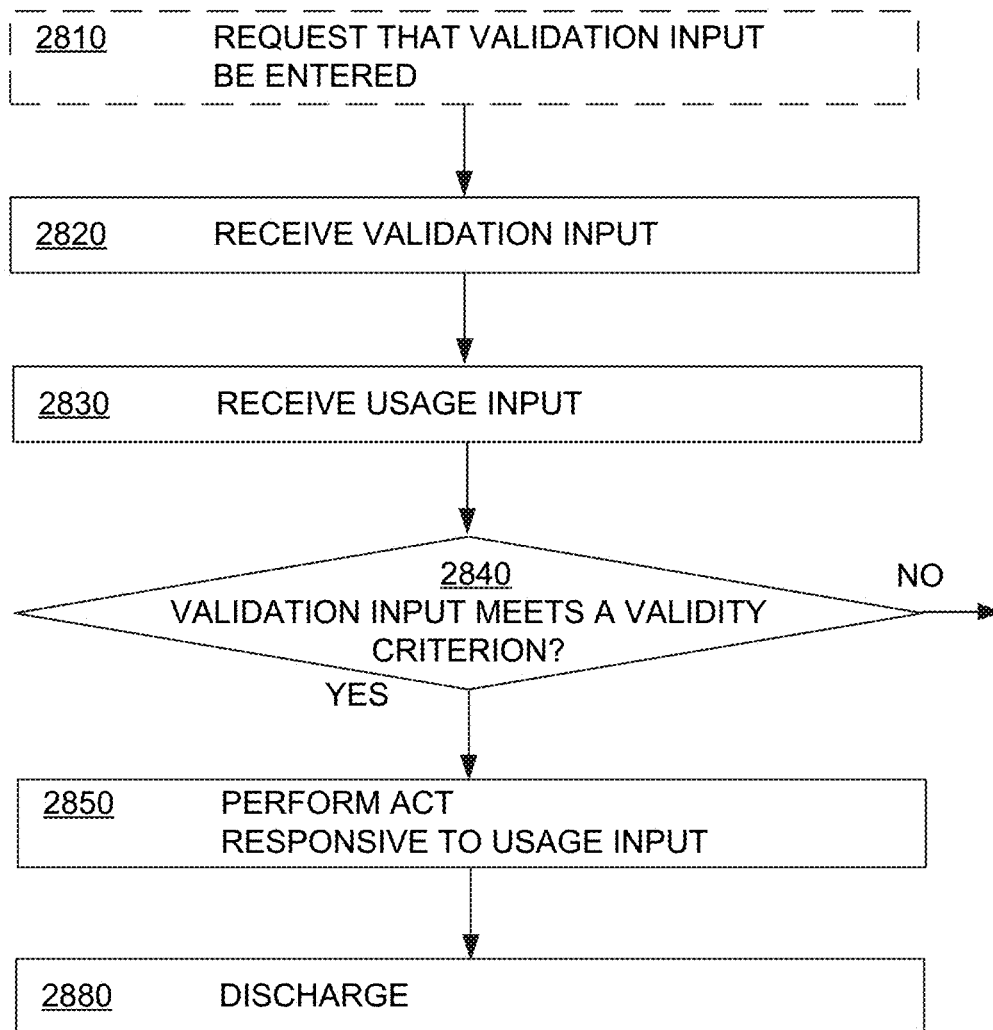 2810 REQUEST THAT VALIDATION INPUT
BE ENTERED
2820 RECEIVE VALIDATION INPUT
2830 RECEIVE USAGE INPUT
2840
NO
VALIDATION INPUT MEETS A VALIDITY
CRITERION?
YES
2850 PERFORM ACT
RESPONSIVE TO USAGE INPUT
2880 DISCHARGE